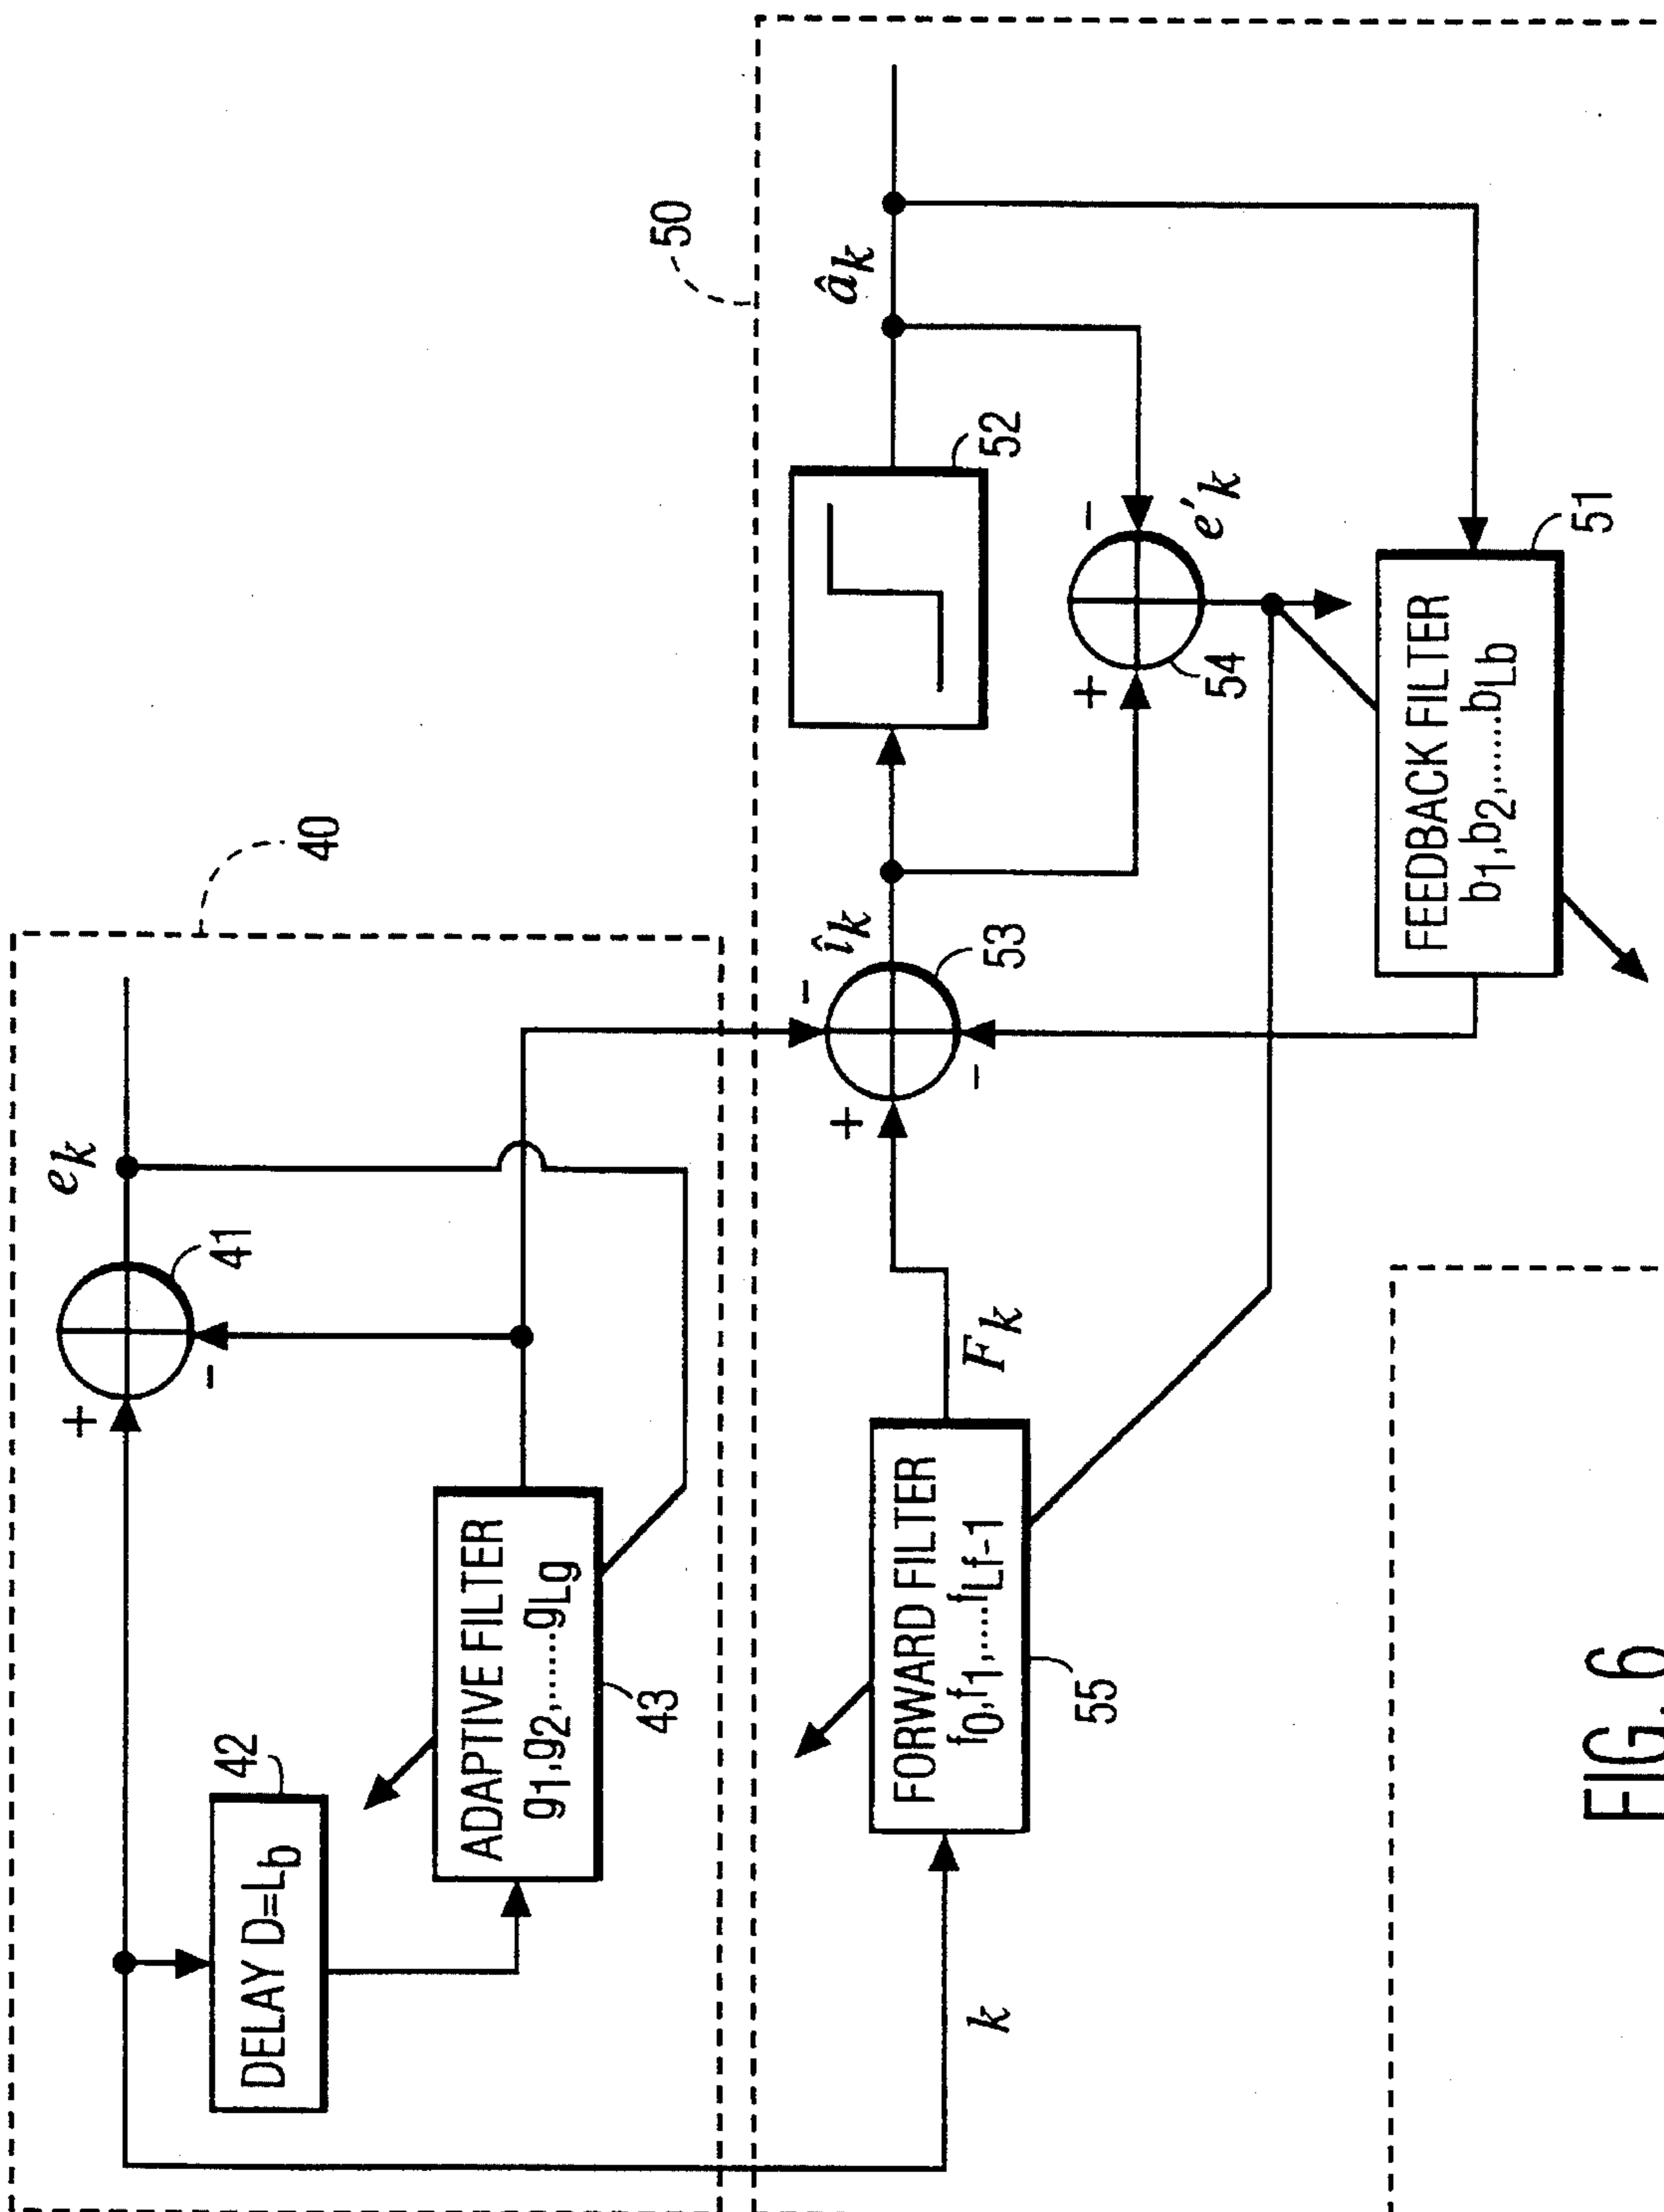 40
+
41
-
e_k
DELAY D=L_b
42
ADAPTIVE FILTER
g_1,g_2,......g_Lg
43
50
k
FORWARD FILTER
f_0,f_1,....f_Lf-1
55
F_k
+
-
-
î_k
53
52
â_k
+
-
54
e'_k
FEEDBACK FILTER
b_1,b_2,......b_Lb
51
FIG. 6